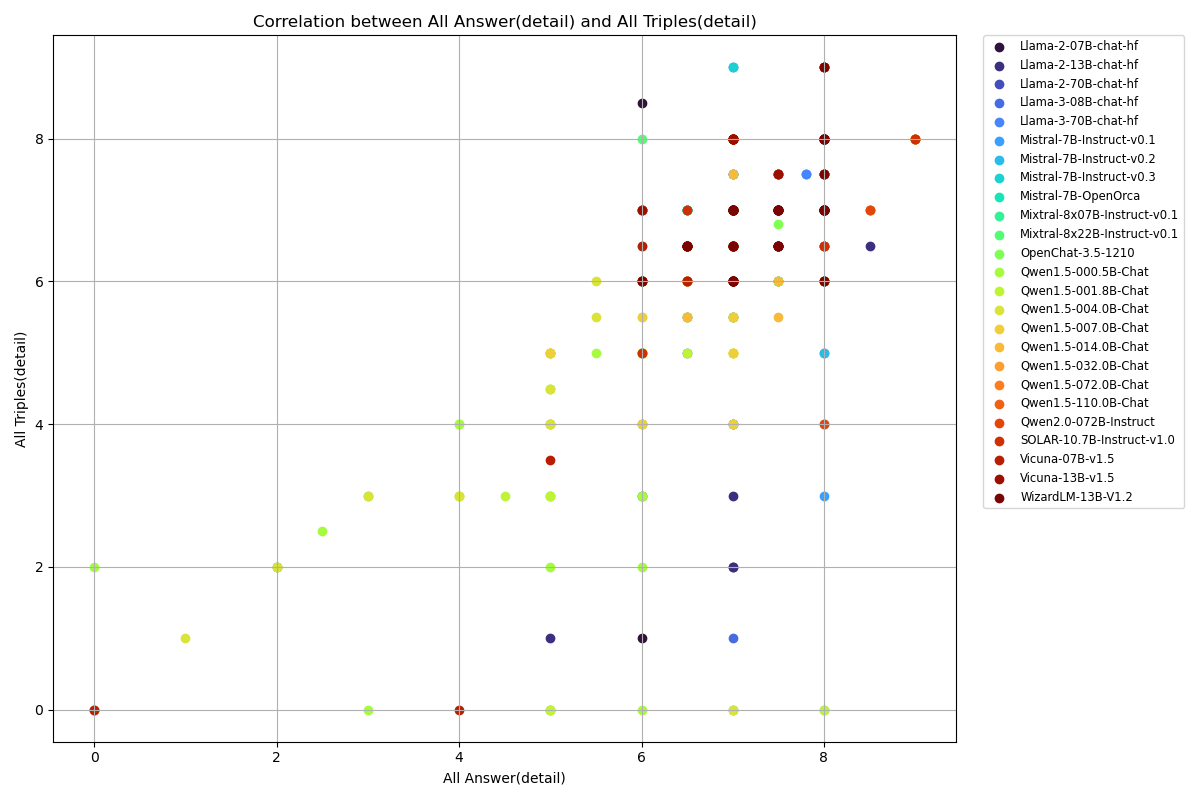 Correlation between All Answer(detail) and All Triples(detail)
All Triples(detail)
8
6
4
2
0
0 2 4 6 8
All Answer(detail)
Llama-2-07B-chat-hf
Llama-2-13B-chat-hf
Llama-2-70B-chat-hf
Llama-3-08B-chat-hf
Llama-3-70B-chat-hf
Mistral-7B-Instruct-v0.1
Mistral-7B-Instruct-v0.2
Mistral-7B-Instruct-v0.3
Mistral-7B-OpenOrca
Mixtral-8x07B-Instruct-v0.1
Mixtral-8x22B-Instruct-v0.1
OpenChat-3.5-1210
Qwen1.5-000.5B-Chat
Qwen1.5-001.8B-Chat
Qwen1.5-004.0B-Chat
Qwen1.5-007.0B-Chat
Qwen1.5-014.0B-Chat
Qwen1.5-032.0B-Chat
Qwen1.5-072.0B-Chat
Qwen1.5-110.0B-Chat
Qwen2.0-072B-Instruct
SOLAR-10.7B-Instruct-v1.0
Vicuna-07B-v1.5
Vicuna-13B-v1.5
WizardLM-13B-V1.2